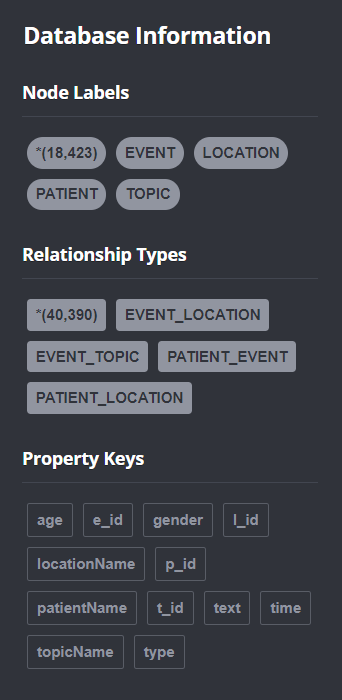 Database Information
Node Labels
*(18,423) EVENT LOCATION
PATIENT TOPIC
Relationship Types
*(40,390) EVENT_LOCATION
EVENT_TOPIC PATIENT_EVENT
PATIENT_LOCATION
Property Keys
age e_id gender l_id
locationName p_id
patientName t_id text time
topicName type